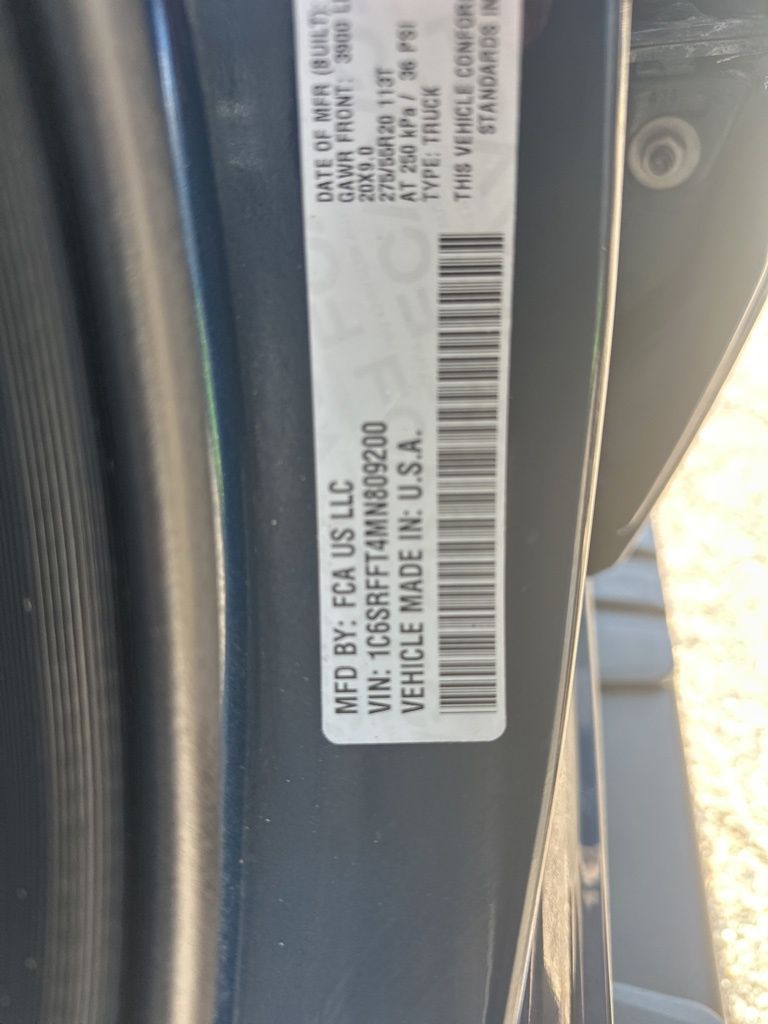 MFD BY: FCA US LLC
VIN: 1C6SRFFT4MN809200
VEHICLE MADE IN: U.S.A.
DATE OF MFR (BUILT):
GAWR FRONT: 3900 L
20X9.0
275/55R20 113T
AT 250 kPa / 36 PSI
TYPE: TRUCK
THIS VEHICLE CONFOR
STANDARDS IN